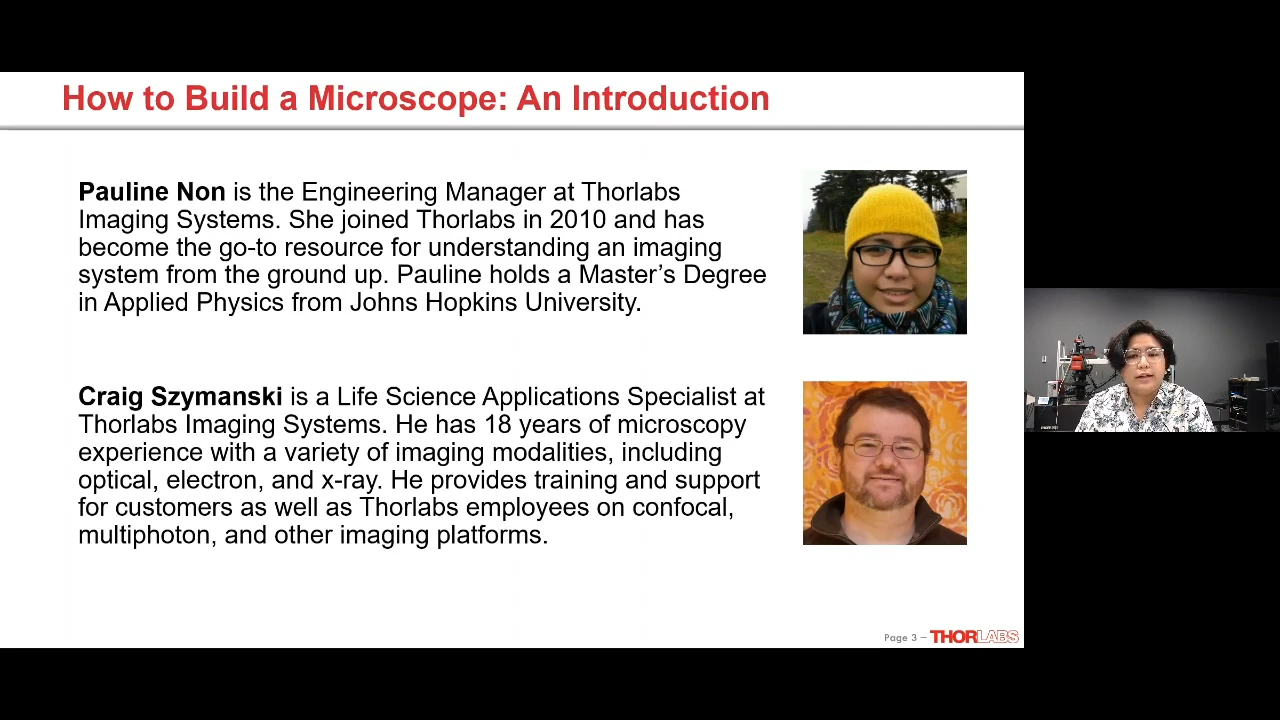 How to Build a Microscope: An Introduction
Pauline Non is the Engineering Manager at Thorlabs
Imaging Systems. She joined Thorlabs in 2010 and has
become the go-to resource for understanding an imaging
system from the ground up. Pauline holds a Master’s Degree
in Applied Physics from Johns Hopkins University.
Craig Szymanski is a Life Science Applications Specialist at
Thorlabs Imaging Systems. He has 18 years of microscopy
experience with a variety of imaging modalities, including
optical, electron, and x-ray. He provides training and support
for customers as well as Thorlabs employees on confocal,
multiphoton, and other imaging platforms.
Page 3 – THORLABS